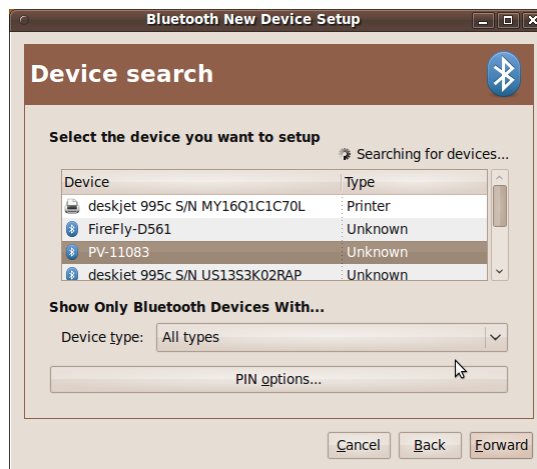 Bluetooth New Device Setup
Device search
Select the device you want to setup
Searching for devices...
Device Type
deskjet 995c S/N MY16Q1C1C70L Printer
FireFly-D561 Unknown
PV-11083 Unknown
deskjet 995c S/N US13S3K02RAP Unknown
Show Only Bluetooth Devices With...
Device type: All types
PIN options...
Cancel Back Forward